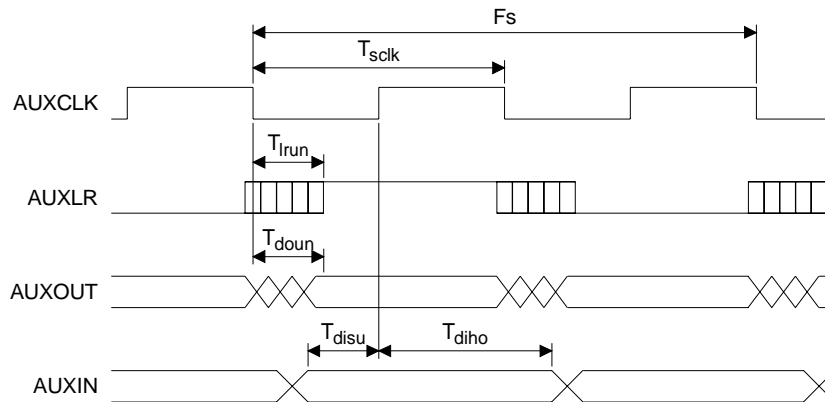 Fs
Tsclk
AUXCLK
Tlrun
AUXLR
Tdoun
AUXOUT
Tdisu
Tdiho
AUXIN